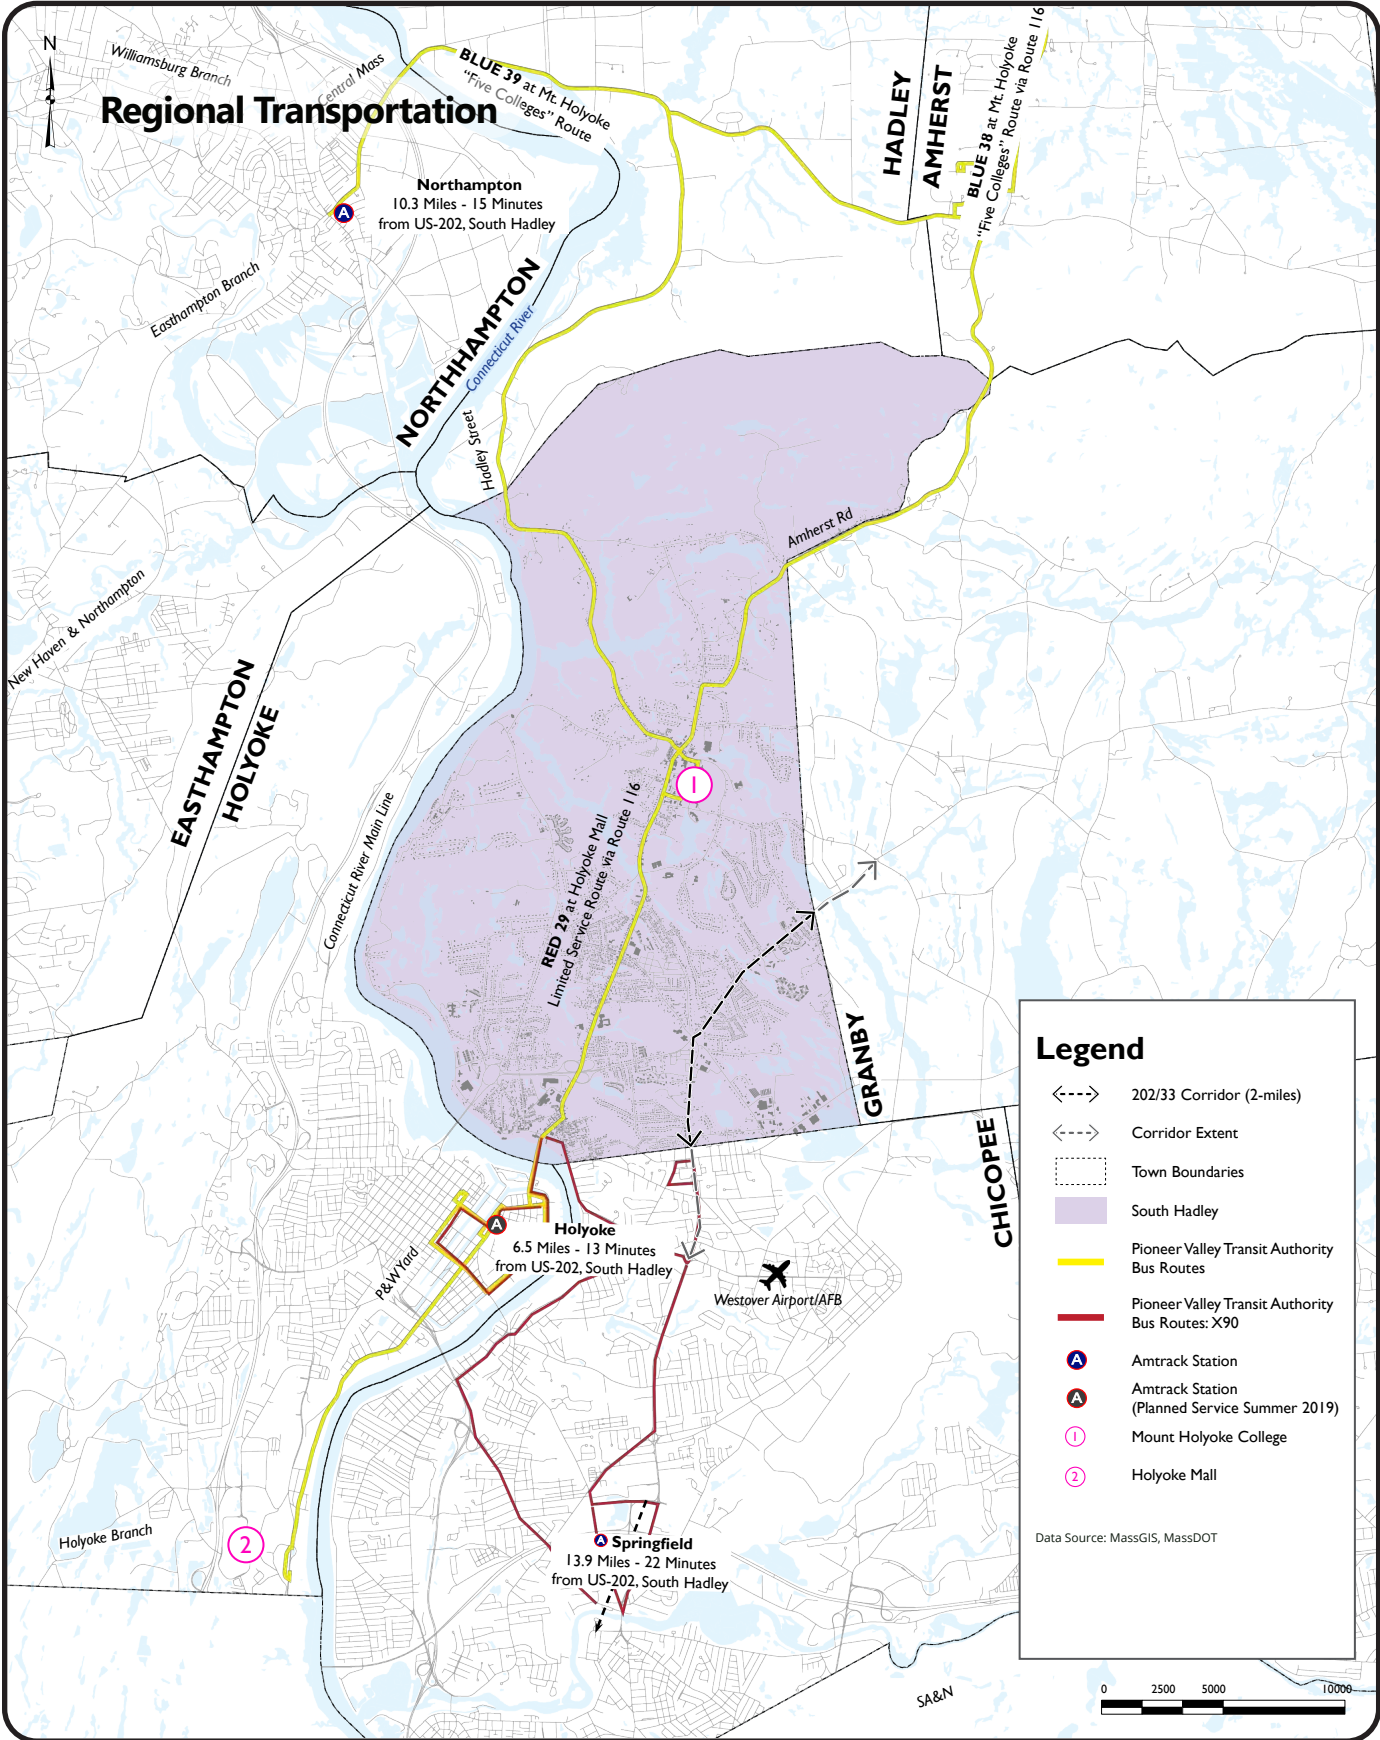 N
Williamsburg Branch
Central Mass
Regional Transportation
BLUE 39 at Mt. Holyoke
"Five Colleges" Route
HADLEY
AMHERST
BLUE 38 at Mt. Holyoke
"Five Colleges" Route via Route 116
Northampton
10.3 Miles - 15 Minutes
from US-202, South Hadley
A
Easthampton Branch
NORTHHAMPTON
Connecticut River
Hadley Street
Amherst Rd
New Haven & Northampton
EASTHAMPTON
HOLYOKE
Connecticut River Main Line
1
RED 29 at Holyoke Mall
Limited Service Route via Route 116
GRANBY
CHICOPEE
A
Holyoke
6.5 Miles - 13 Minutes
from US-202, South Hadley
P&W Yard
Westover Airport/AFB
Holyoke Branch
2
A Springfield
13.9 Miles - 22 Minutes
from US-202, South Hadley
SA&N
Legend
202/33 Corridor (2-miles)
Corridor Extent
Town Boundaries
South Hadley
Pioneer Valley Transit Authority
Bus Routes
Pioneer Valley Transit Authority
Bus Routes: X90
A Amtrack Station
A Amtrack Station
(Planned Service Summer 2019)
1 Mount Holyoke College
2 Holyoke Mall
Data Source: MassGIS, MassDOT
0 2500 5000 10000